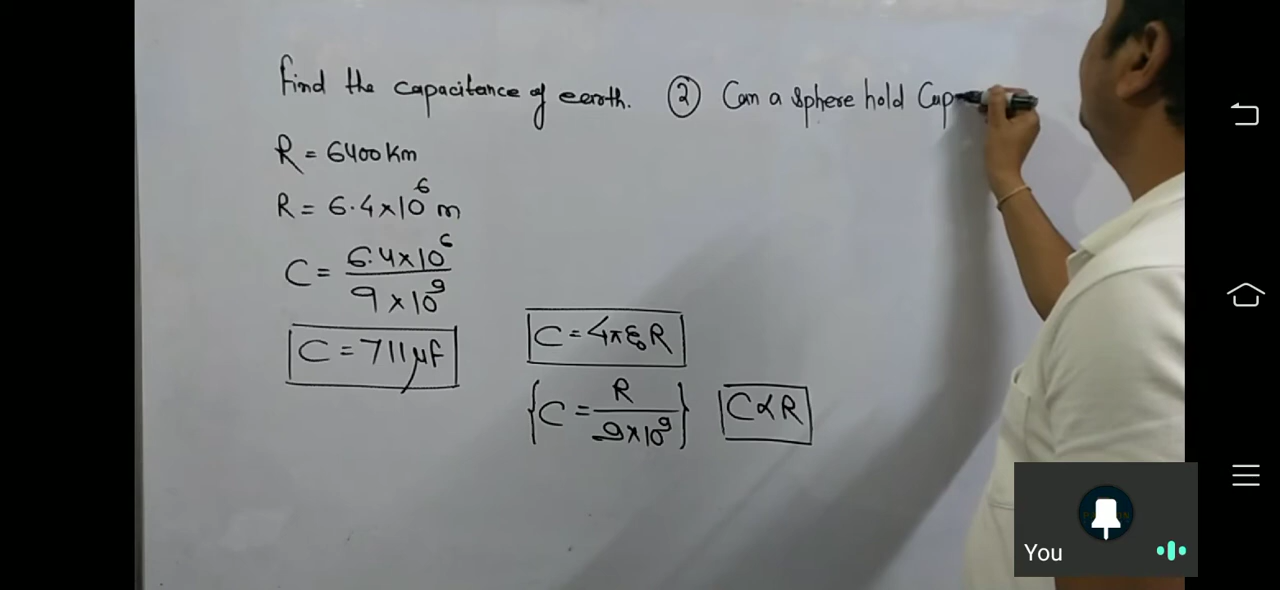 Find the capacitance of earth. ② Can a sphere hold Cap
R = 6400 Km
R = 6.4×10⁶ m
C = 6.4×10⁶ / 9×10⁹
C = 711 μF
C = 4πε₀R
{C = R / 9×10⁹}
C ∝ R
You